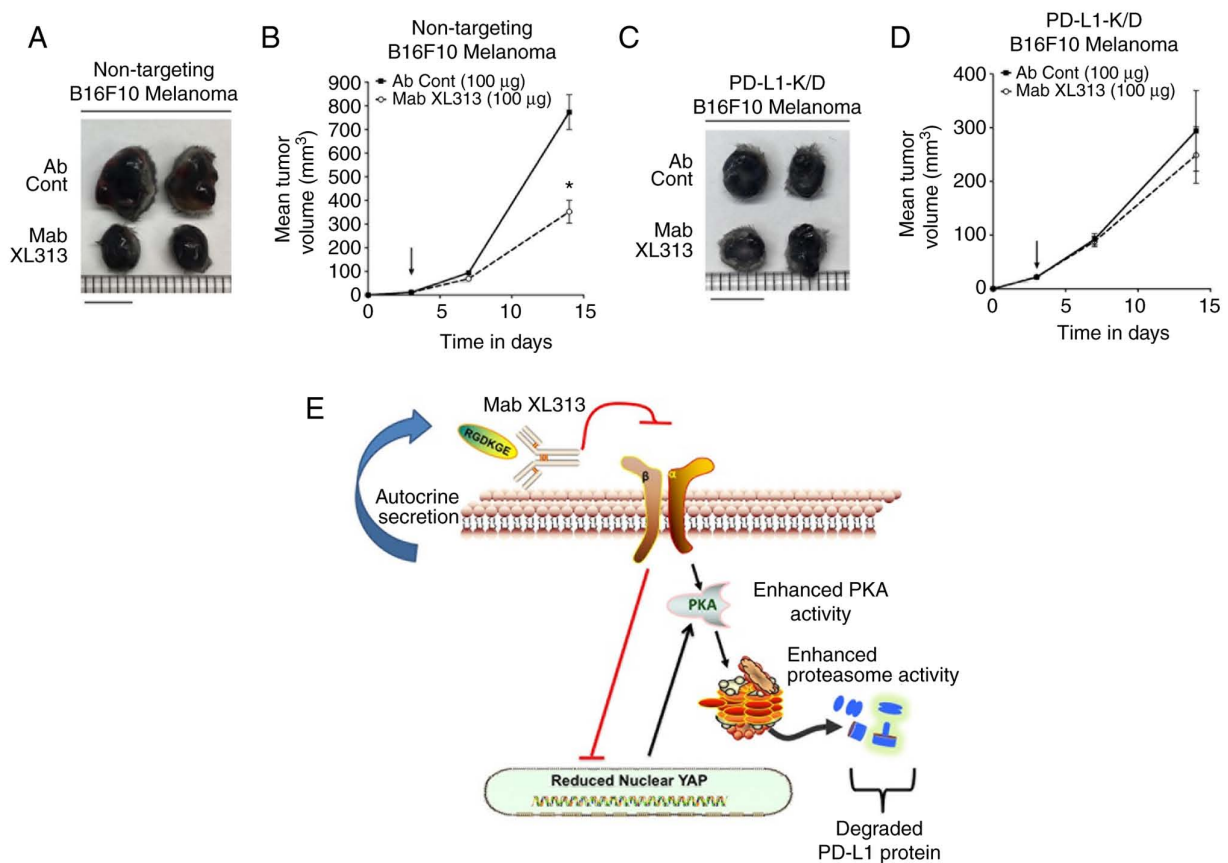 A
Non-targeting
B16F10 Melanoma
Ab
Cont
Mab
XL313
B
Non-targeting
B16F10 Melanoma
Ab Cont (100 µg)
Mab XL313 (100 µg)
Mean tumor
volume (mm³)
900
800
700
600
500
400
300
200
100
0
*
0
5
10
15
Time in days
C
PD-L1-K/D
B16F10 Melanoma
Ab
Cont
Mab
XL313
D
PD-L1-K/D
B16F10 Melanoma
Ab Cont (100 µg)
Mab XL313 (100 µg)
Mean tumor
volume (mm³)
400
300
200
100
0
0
5
10
15
Time in days
E
Mab XL313
RGDKGE
β
α
Autocrine
secretion
PKA
Enhanced PKA
activity
Enhanced
proteasome activity
Reduced Nuclear YAP
Degraded
PD-L1 protein